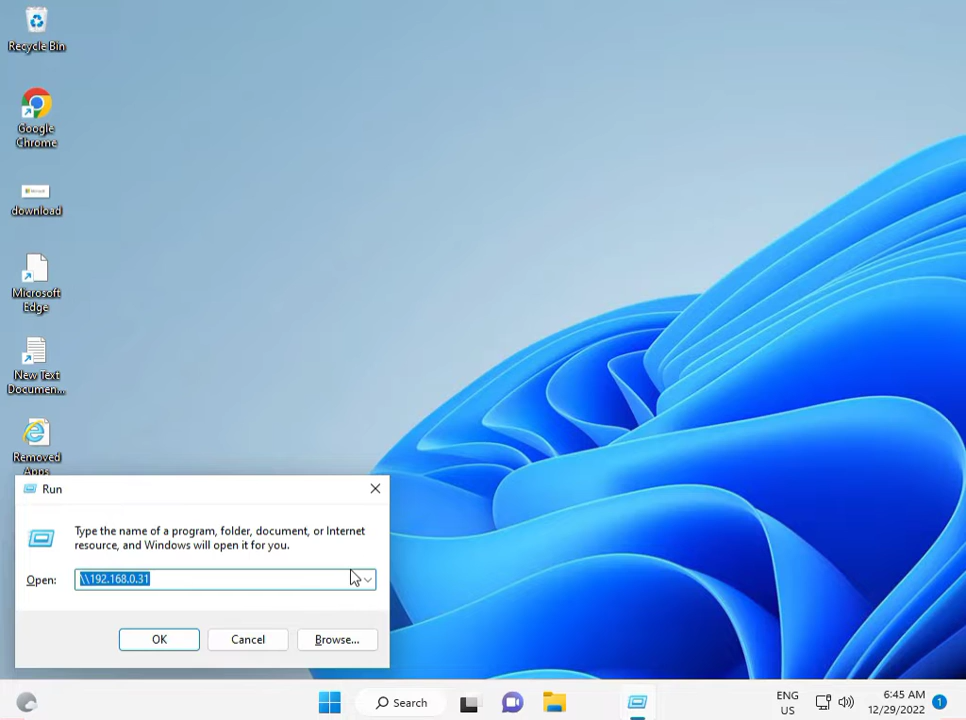 Recycle Bin
Google
Chrome
download
Microsoft
Edge
New Text
Documen...
Removed
Apps
Run
Type the name of a program, folder, document, or Internet
resource, and Windows will open it for you.
Open:
\\192.168.0.31
OK
Cancel
Browse...
Search
ENG
US
6:45 AM
12/29/2022
1